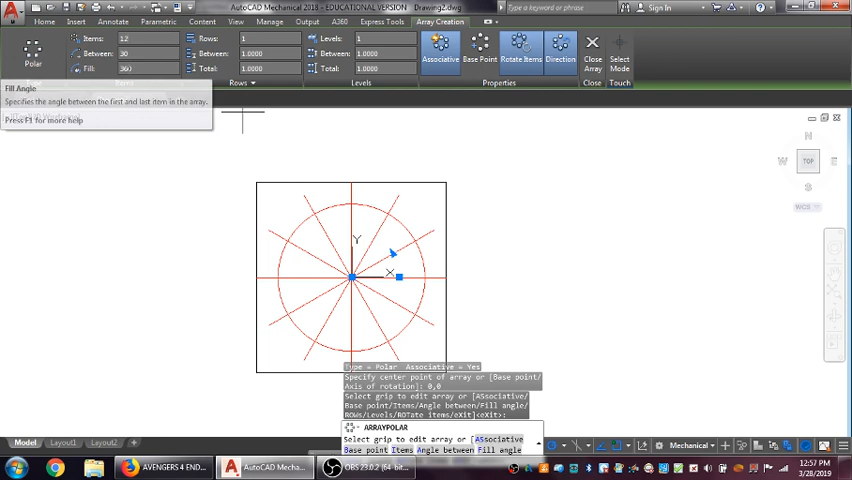 AutoCAD Mechanical 2018 - EDUCATIONAL VERSION Drawing2.dwg
Type a keyword or phrase
Sign In
Home Insert Annotate Parametric Content View Manage Output A360 Express Tools Array Creation
Items: 12 Rows: 1 Levels: 1
Between: 30 Between: 1.0000 Between: 1.0000
Fill: 360 Total: 1.0000 Total: 1.0000
Polar
Associative Base Point Rotate Items Direction Close Array Select Mode
Items Rows Levels Properties Close Touch
Fill Angle
Specifies the angle between the first and last item in the array.
Press F1 for more help
N
W TOP E
S
WCS
Y
X
Type = Polar Associative = Yes
Specify center point of array or [Base point/
Axis of rotation]: 0,0
Select grip to edit array or [ASsociative/
Base point/Items/Angle between/Fill angle/
ROWs/Levels/ROTate items/eXit]<eXit>:
ARRAYPOLAR
Select grip to edit array or [ASsociative
Base point Items Angle between Fill angle
Model Layout1 Layout2 +
Mechanical
AVENGERS 4 END...
AutoCAD Mechanic...
OBS 23.0.2 (64-bit...
12:57 PM
3/28/2019